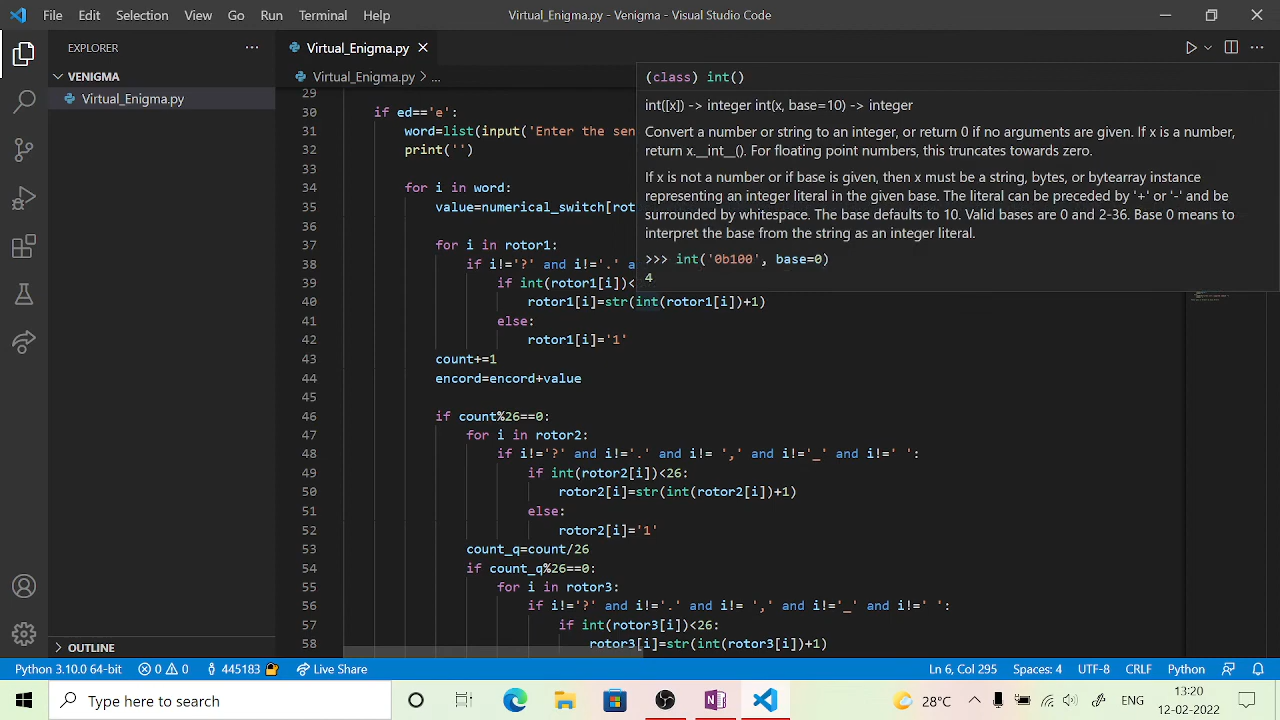 File Edit Selection View Go Run Terminal Help Virtual_Enigma.py - Venigma - Visual Studio Code
EXPLORER
VENIGMA
Virtual_Enigma.py
OUTLINE
Virtual_Enigma.py
Virtual_Enigma.py > ...
29
30 if ed=='e':
31 word=list(input('Enter the sen
32 print('')
33
34 for i in word:
35 value=numerical_switch[rot
36
37 for i in rotor1:
38 if i!='?' and i!='.' a
39 if int(rotor1[i])<
40 rotor1[i]=str(int(rotor1[i])+1)
41 else:
42 rotor1[i]='1'
43 count+=1
44 encord=encord+value
45
46 if count%26==0:
47 for i in rotor2:
48 if i!='?' and i!='.' and i!= ',' and i!='_' and i!=' ':
49 if int(rotor2[i])<26:
50 rotor2[i]=str(int(rotor2[i])+1)
51 else:
52 rotor2[i]='1'
53 count_q=count/26
54 if count_q%26==0:
55 for i in rotor3:
56 if i!='?' and i!='.' and i!= ',' and i!='_' and i!=' ':
57 if int(rotor3[i])<26:
58 rotor3[i]=str(int(rotor3[i])+1)
(class) int()
int([x]) -> integer int(x, base=10) -> integer
Convert a number or string to an integer, or return 0 if no arguments are given. If x is a number,
return x.__int__(). For floating point numbers, this truncates towards zero.
If x is not a number or if base is given, then x must be a string, bytes, or bytearray instance
representing an integer literal in the given base. The literal can be preceded by '+' or '-' and be
surrounded by whitespace. The base defaults to 10. Valid bases are 0 and 2-36. Base 0 means to
interpret the base from the string as an integer literal.
>>> int('0b100', base=0)
4
Python 3.10.0 64-bit 0 0 445183 Live Share Ln 6, Col 295 Spaces: 4 UTF-8 CRLF Python
Type here to search 28°C ENG
13:20
12-02-2022